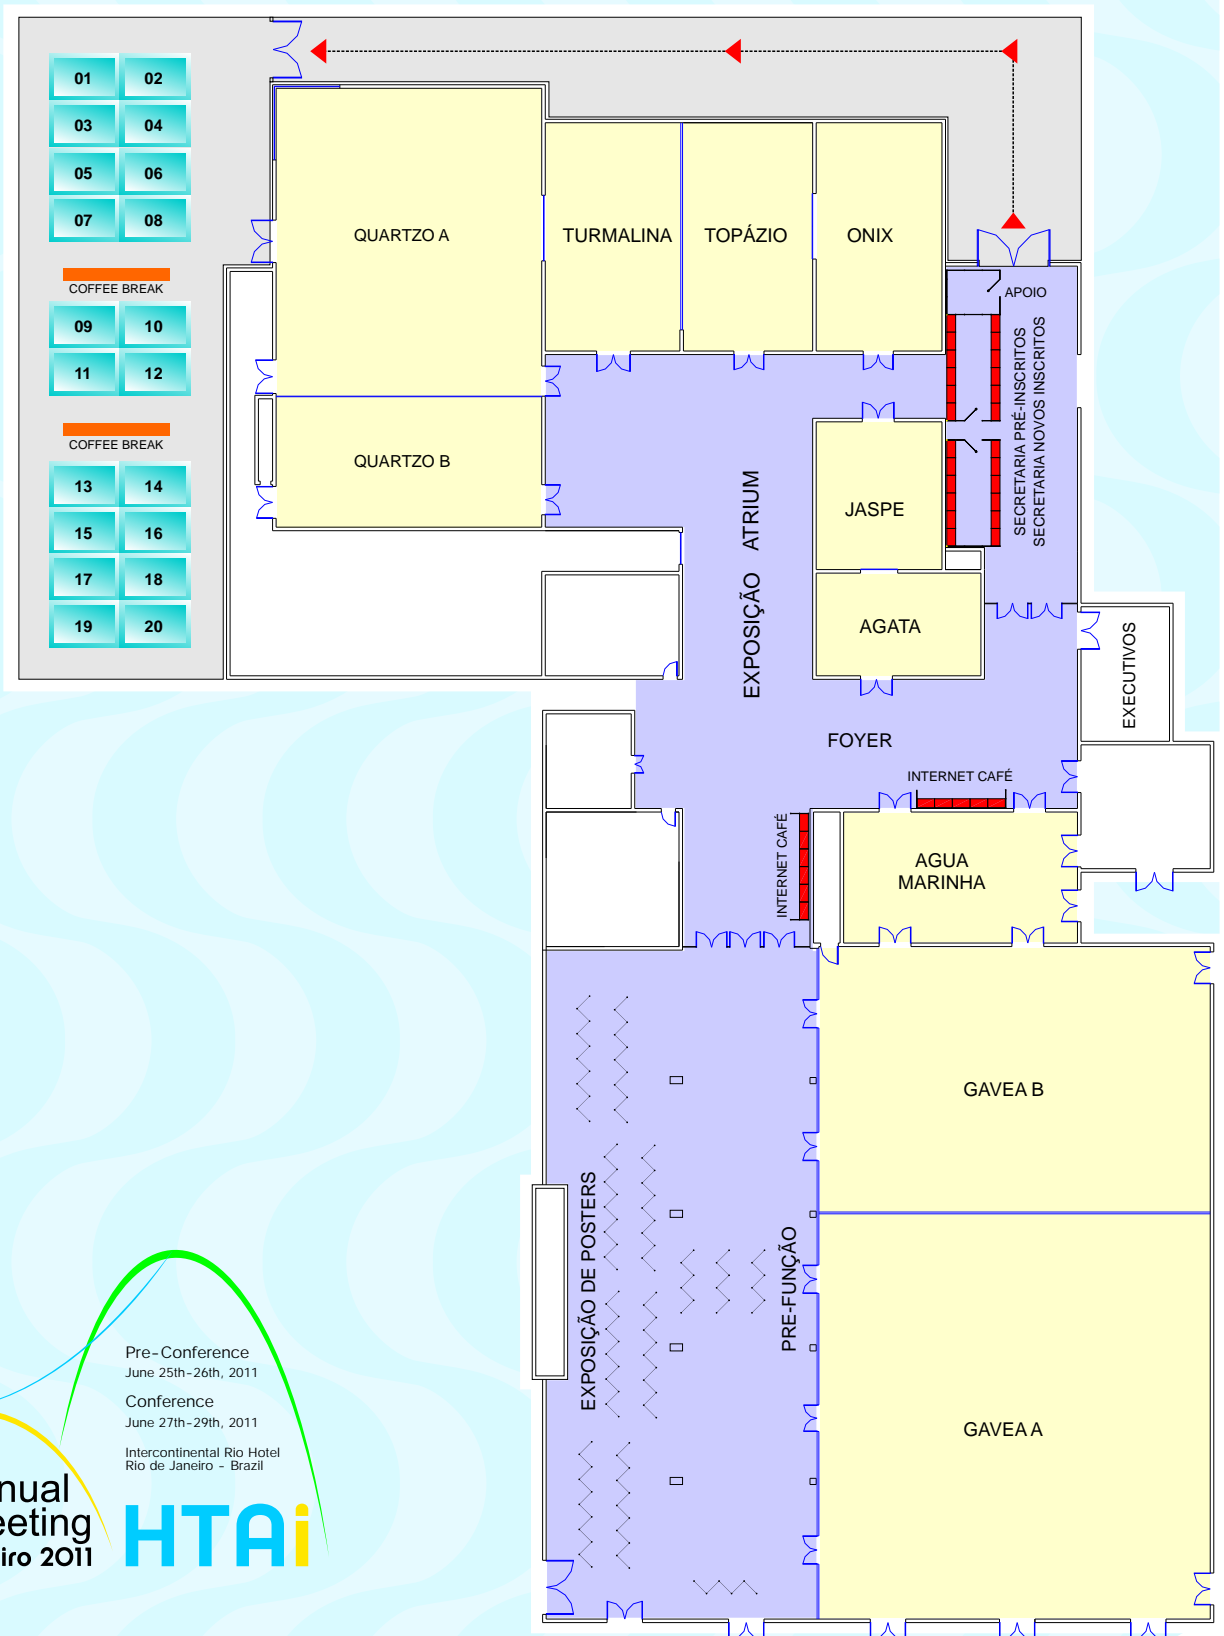 01 02
03 04
05 06
07 08
COFFEE BREAK
09 10
11 12
COFFEE BREAK
13 14
15 16
17 18
19 20
QUARTZO A
TURMALINA
TOPÁZIO
ONIX
APOIO
SECRETARIA PRÉ-INSCRITOS
SECRETARIA NOVOS INSCRITOS
QUARTZO B
EXPOSIÇÃO ATRIUM
JASPE
AGATA
EXECUTIVOS
FOYER
INTERNET CAFÉ
INTERNET CAFÉ
AGUA
MARINHA
GAVEA B
EXPOSIÇÃO DE POSTERS
PRE-FUNÇÃO
GAVEA A
Pre-Conference
June 25th-26th, 2011
Conference
June 27th-29th, 2011
Intercontinental Rio Hotel
Rio de Janeiro - Brazil
nual
eeting
iro 2011
HTAi